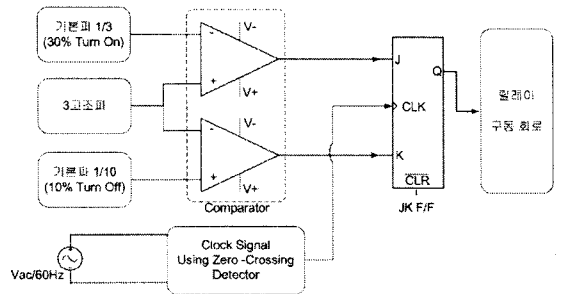 기본파 1/3
(30% Turn On)
3고조파
기본파 1/10
(10% Turn Off)
-
V-
+
V+
-
V-
+
V+
Comparator
J
Q
CLK
K
CLR
JK F/F
릴레이
구동 회로
Vac/60Hz
Clock Signal
Using Zero -Crossing
Detector